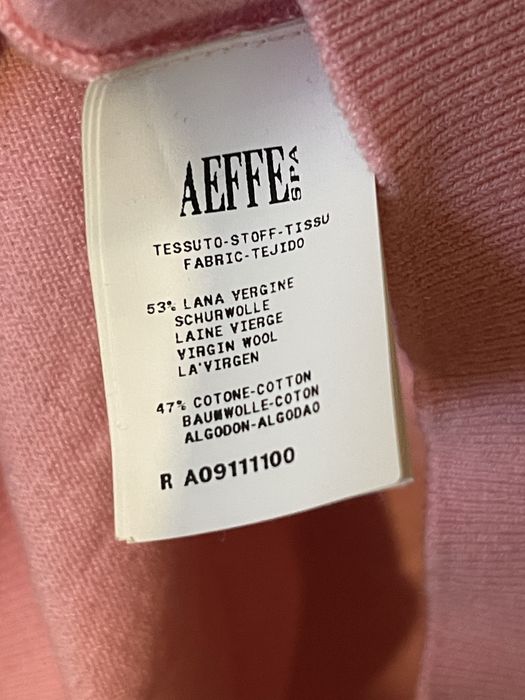 AEFFE SPA
TESSUTO-STOFF-TISSU
FABRIC-TEJIDO
53% LANA VERGINE
SCHURWOLLE
LAINE VIERGE
VIRGIN WOOL
LA'VIRGEN
47% COTONE-COTTON
BAUMWOLLE-COTON
ALGODON-ALGODAO
R A09111100